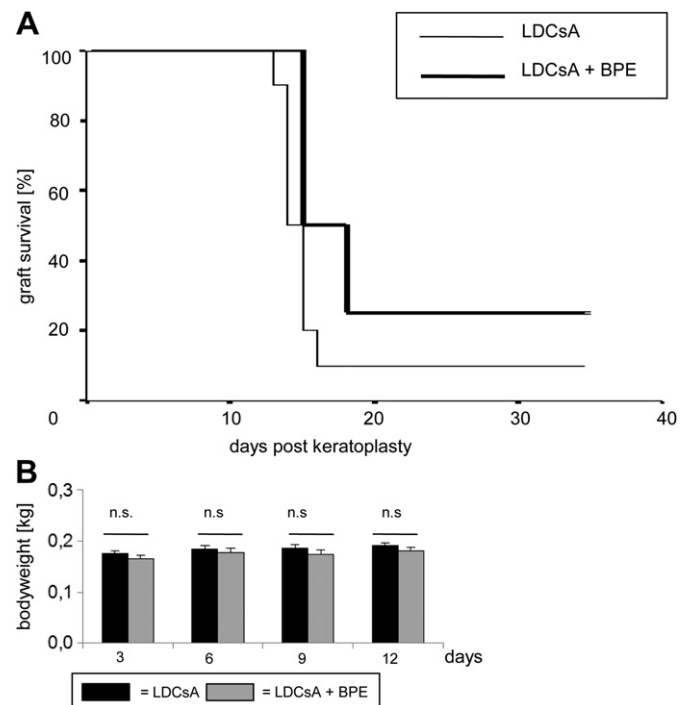 A
LDCsA
LDCsA + BPE
100
80
60
40
20
0
graft survival [%]
10
20
30
40
days post keratoplasty
B
bodyweight [kg]
0,3
0,2
0,1
0,0
n.s.
n.s
n.s
n.s
3
6
9
12
days
= LDCsA
= LDCsA + BPE